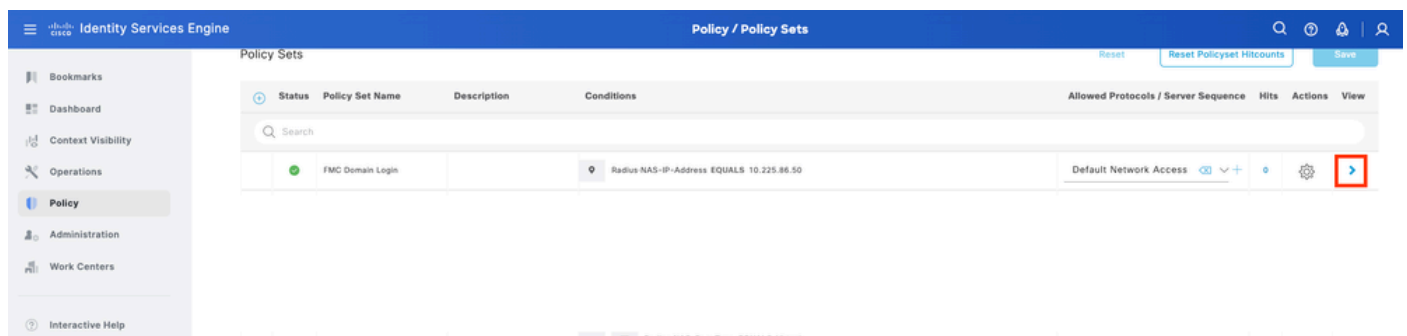 cisco Identity Services Engine
Policy / Policy Sets
Policy Sets
Reset
Reset Policyset Hitcounts
Save
Bookmarks
Dashboard
Context Visibility
Operations
Policy
Administration
Work Centers
Interactive Help
Status Policy Set Name Description Conditions Allowed Protocols / Server Sequence Hits Actions View
Search
FMC Domain Login Radius-NAS-IP-Address EQUALS 10.225.86.50 Default Network Access 0